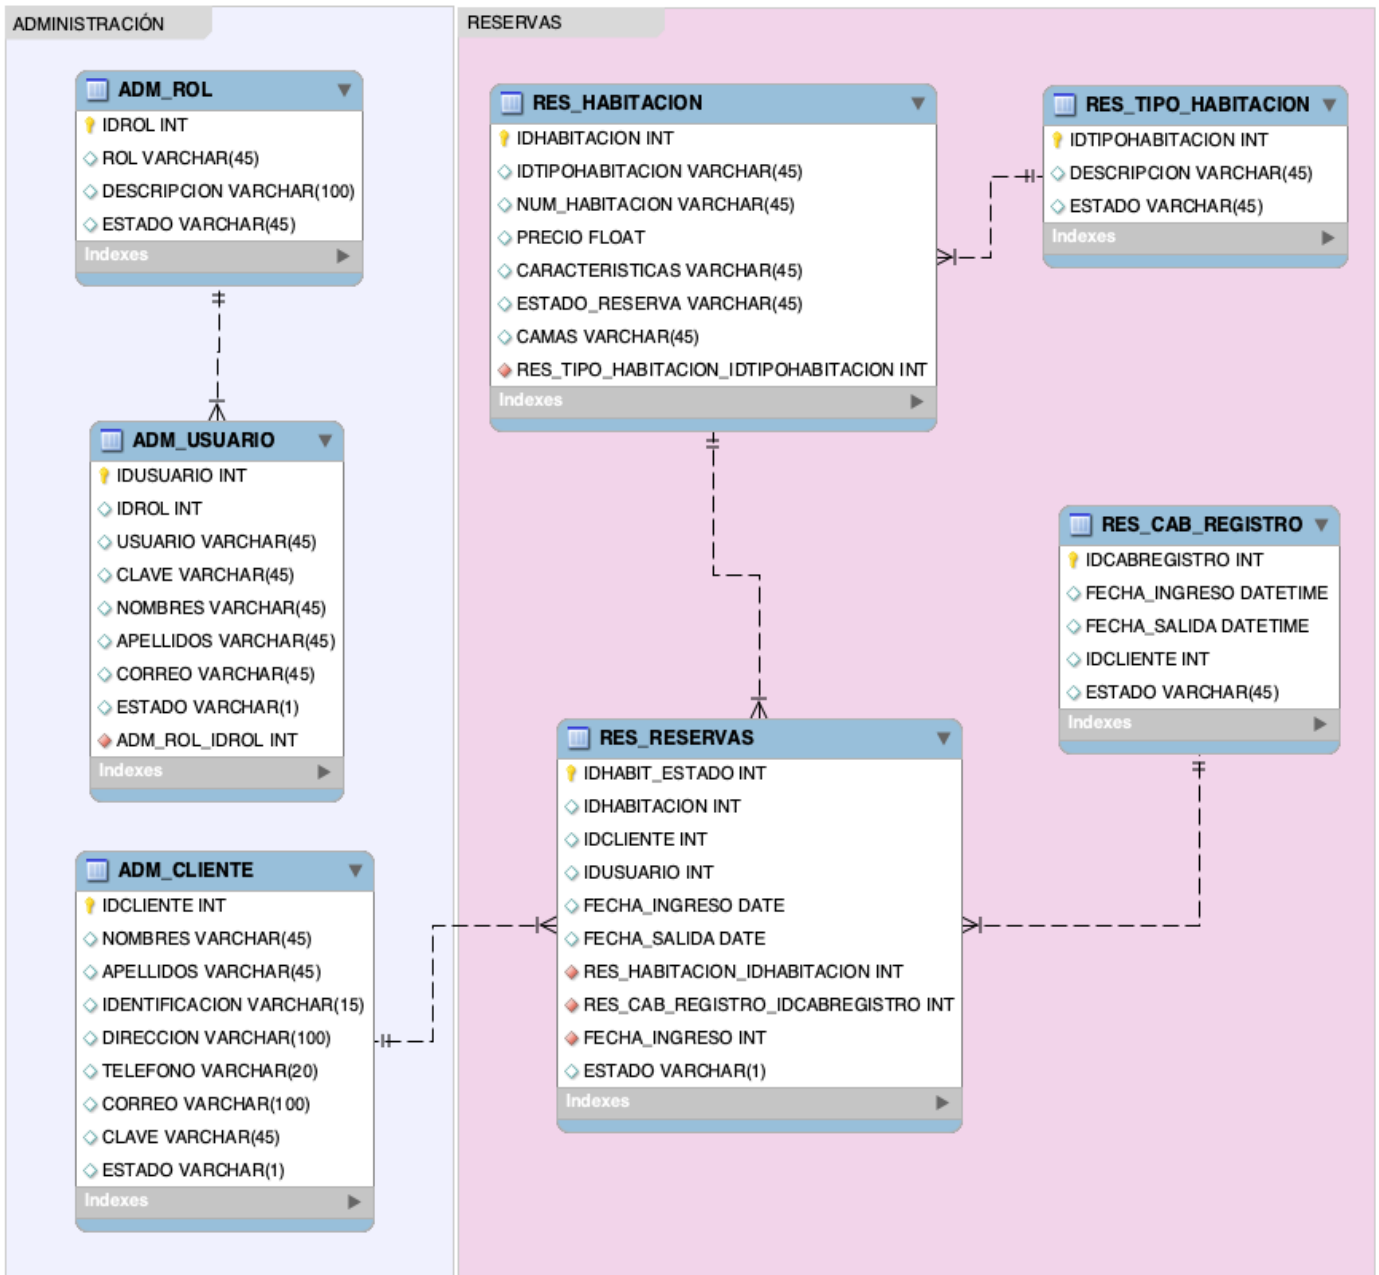 ADMINISTRACIÓN
ADM_ROL
IDROL INT
ROL VARCHAR(45)
DESCRIPCION VARCHAR(100)
ESTADO VARCHAR(45)
Indexes
ADM_USUARIO
IDUSUARIO INT
IDROL INT
USUARIO VARCHAR(45)
CLAVE VARCHAR(45)
NOMBRES VARCHAR(45)
APELLIDOS VARCHAR(45)
CORREO VARCHAR(45)
ESTADO VARCHAR(1)
ADM_ROL_IDROL INT
Indexes
ADM_CLIENTE
IDCLIENTE INT
NOMBRES VARCHAR(45)
APELLIDOS VARCHAR(45)
IDENTIFICACION VARCHAR(15)
DIRECCION VARCHAR(100)
TELEFONO VARCHAR(20)
CORREO VARCHAR(100)
CLAVE VARCHAR(45)
ESTADO VARCHAR(1)
Indexes
RESERVAS
RES_HABITACION
IDHABITACION INT
IDTIPOHABITACION VARCHAR(45)
NUM_HABITACION VARCHAR(45)
PRECIO FLOAT
CARACTERISTICAS VARCHAR(45)
ESTADO_RESERVA VARCHAR(45)
CAMAS VARCHAR(45)
RES_TIPO_HABITACION_IDTIPOHABITACION INT
Indexes
RES_TIPO_HABITACION
IDTIPOHABITACION INT
DESCRIPCION VARCHAR(45)
ESTADO VARCHAR(45)
Indexes
RES_CAB_REGISTRO
IDCABREGISTRO INT
FECHA_INGRESO DATETIME
FECHA_SALIDA DATETIME
IDCLIENTE INT
ESTADO VARCHAR(45)
Indexes
RES_RESERVAS
IDHABIT_ESTADO INT
IDHABITACION INT
IDCLIENTE INT
IDUSUARIO INT
FECHA_INGRESO DATE
FECHA_SALIDA DATE
RES_HABITACION_IDHABITACION INT
RES_CAB_REGISTRO_IDCABREGISTRO INT
FECHA_INGRESO INT
ESTADO VARCHAR(1)
Indexes